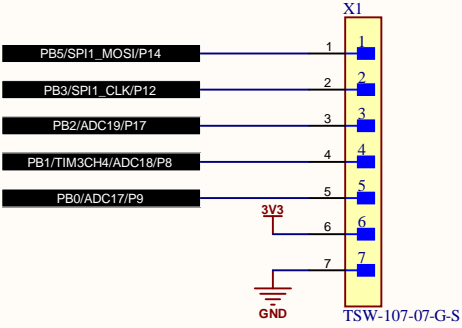 X1
PB5/SPI1_MOSI/P14 1 1
PB3/SPI1_CLK/P12 2 2
PB2/ADC19/P17 3 3
PB1/TIM3CH4/ADC18/P8 4 4
PB0/ADC17/P9 5 5
3V3
6 6
7 7
GND
TSW-107-07-G-S